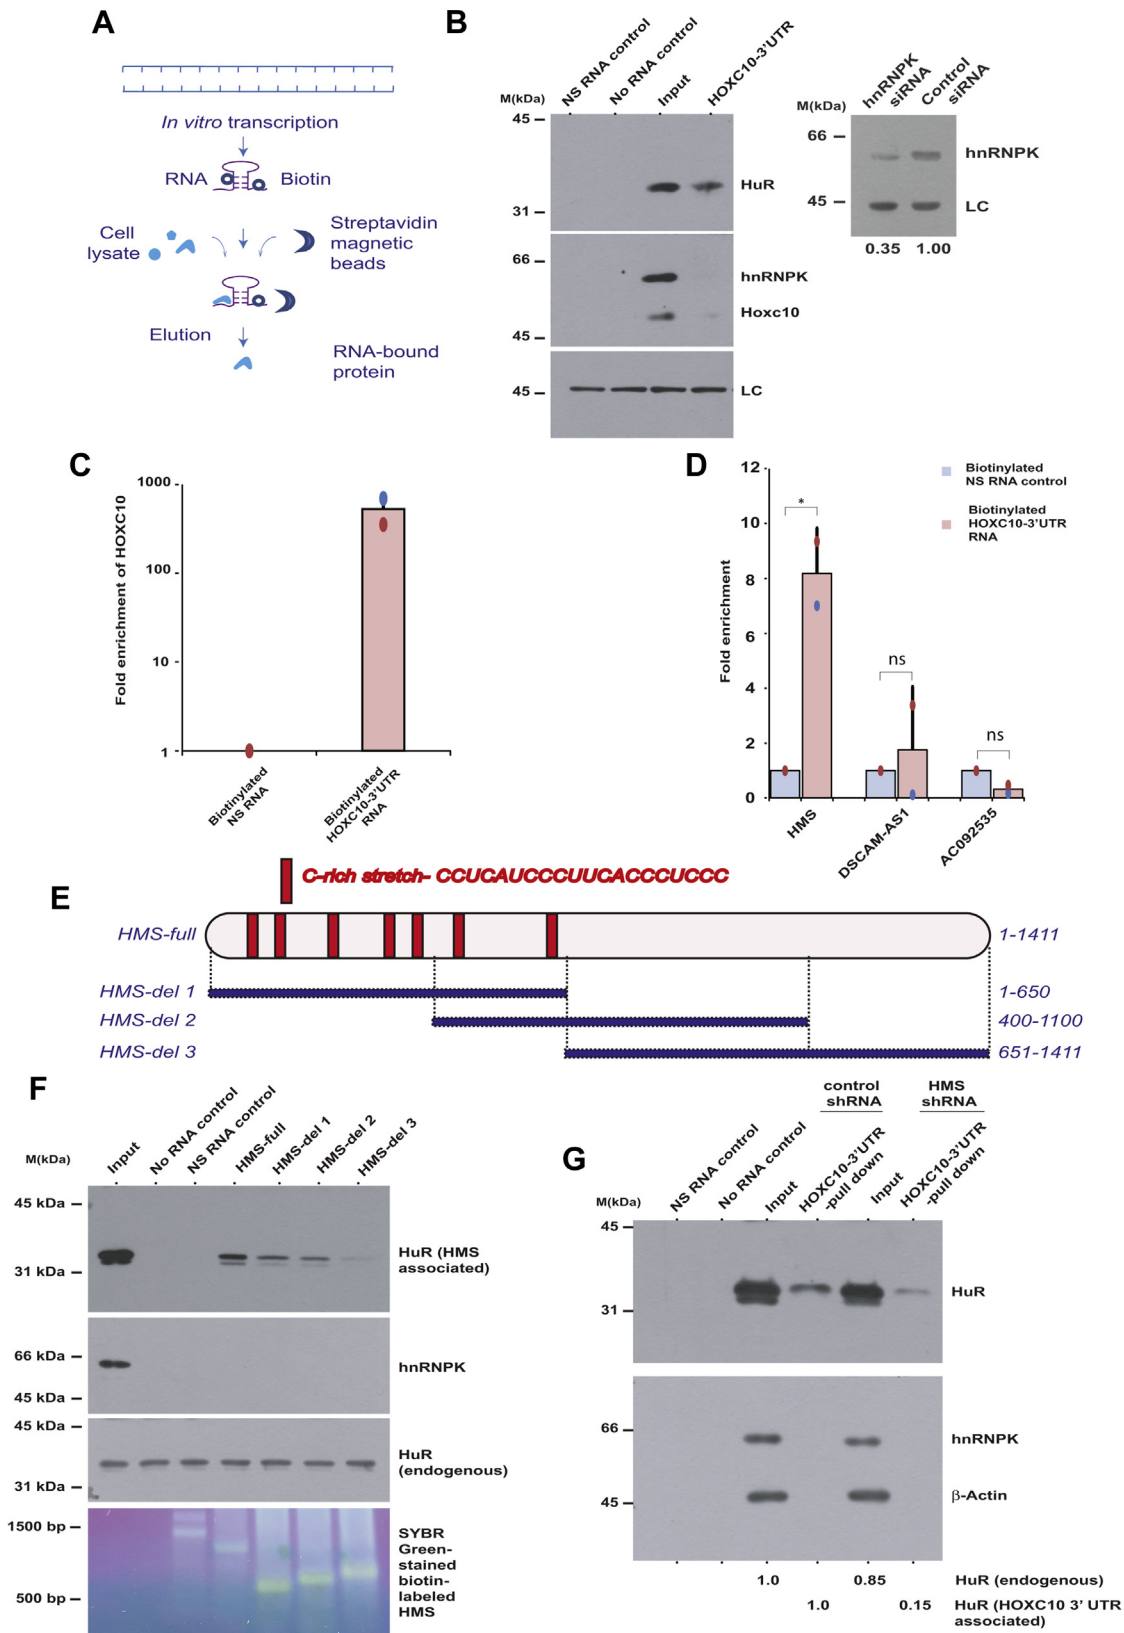 A
In vitro transcription
RNA
Biotin
Cell
lysate
Streptavidin
magnetic
beads
Elution
RNA-bound
protein
B
NS RNA control
No RNA control
Input
HOXC10-3'UTR
M(kDa)
45
31
HuR
66
45
hnRNPK
Hoxc10
45
LC
hnRNPK
siRNA
Control
siRNA
M(kDa)
66
45
hnRNPK
LC
0.35 1.00
C
Fold enrichment of HOXC10
1000
100
10
1
Biotinylated
NS RNA
Biotinylated
HOXC10-3'UTR
RNA
D
Fold enrichment
12
10
8
6
4
2
0
*
ns
ns
HMS
DSCAM-AS1
AC092535
Biotinylated
NS RNA control
Biotinylated
HOXC10-3'UTR
RNA
E
C-rich stretch- CCUCAUCCCUUCACCCUCCC
HMS-full 1-1411
HMS-del 1 1-650
HMS-del 2 400-1100
HMS-del 3 651-1411
F
M(kDa)
Input
No RNA control
NS RNA control
HMS-full
HMS-del 1
HMS-del 2
HMS-del 3
45 kDa
31 kDa
HuR (HMS
associated)
66 kDa
45 kDa
hnRNPK
45 kDa
31 kDa
HuR
(endogenous)
1500 bp
500 bp
SYBR
Green-
stained
biotin-
labeled
HMS
G
control
shRNA
HMS
shRNA
M(kDa)
NS RNA control
No RNA control
Input
HOXC10-3'UTR
-pull down
Input
HOXC10-3'UTR
-pull down
45
31
HuR
66
45
hnRNPK
β-Actin
1.0 0.85 HuR (endogenous)
1.0 0.15 HuR (HOXC10 3' UTR
associated)